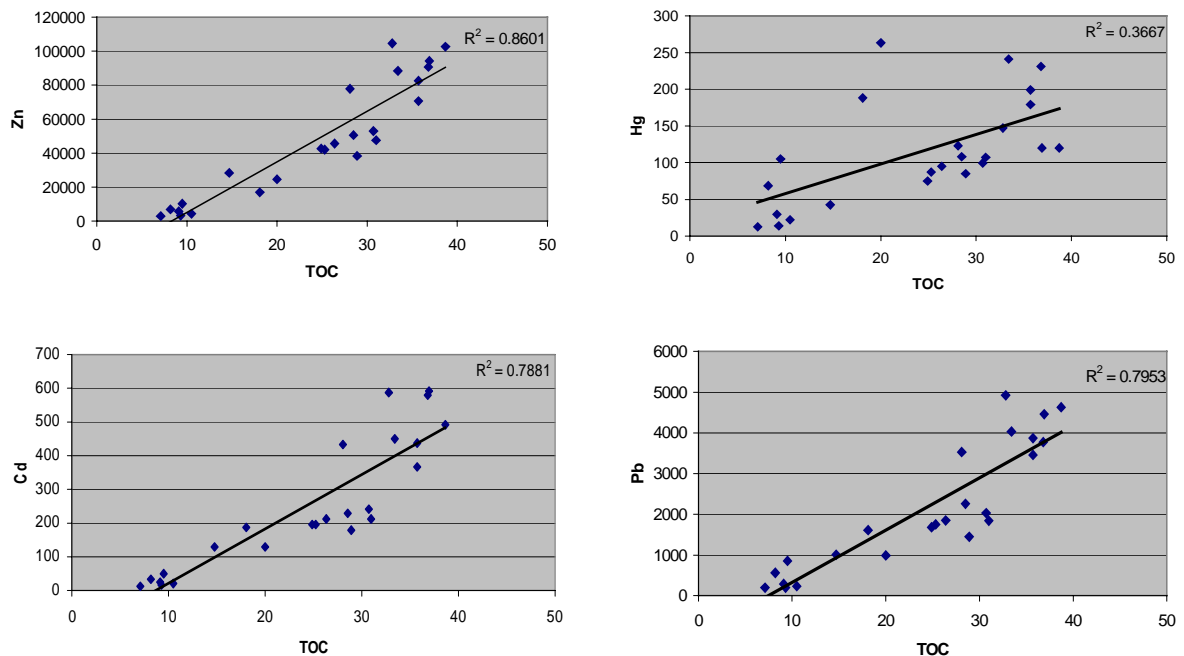 120000
100000
80000
60000
40000
20000
0
Zn
R² = 0.8601
0 10 20 30 40 50
TOC
300
250
200
150
100
50
0
Hg
R² = 0.3667
0 10 20 30 40 50
TOC
700
600
500
400
300
200
100
0
Cd
R² = 0.7881
0 10 20 30 40 50
TOC
6000
5000
4000
3000
2000
1000
0
Pb
R² = 0.7953
0 10 20 30 40 50
TOC